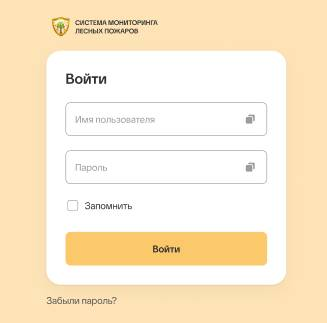 СИСТЕМА МОНИТОРИНГА
ЛЕСНЫХ ПОЖАРОВ
Войти
Имя пользователя
Пароль
Запомнить
Войти
Забыли пароль?